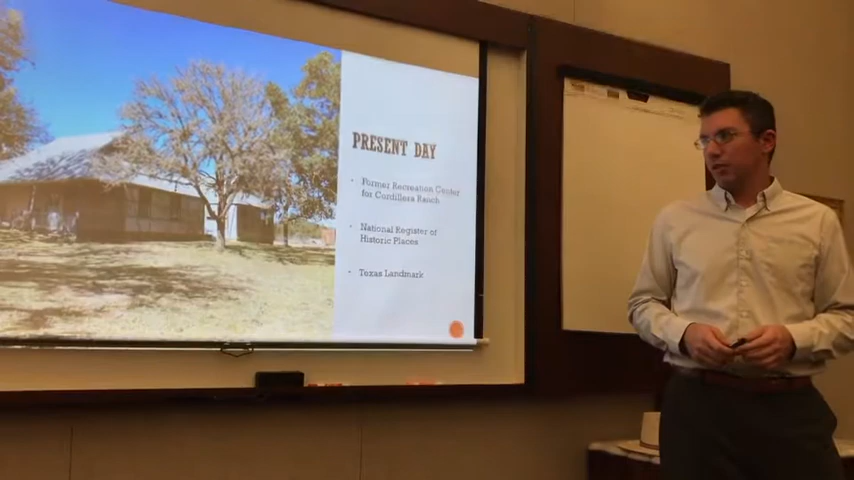 PRESENT DAY
• Former Recreation Center
for Cordillera Ranch
• National Register of
Historic Places
• Texas Landmark